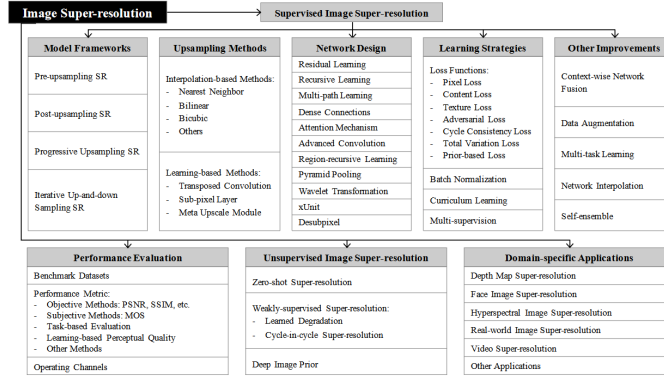 Image Super-resolution
Supervised Image Super-resolution
Model Frameworks
Pre-upsampling SR
Post-upsampling SR
Progressive Upsampling SR
Iterative Up-and-down
Sampling SR
Upsampling Methods
Interpolation-based Methods:
- Nearest Neighbor
- Bilinear
- Bicubic
- Others
Learning-based Methods:
- Transposed Convolution
- Sub-pixel Layer
- Meta Upscale Module
Network Design
Residual Learning
Recursive Learning
Multi-path Learning
Dense Connections
Attention Mechanism
Advanced Convolution
Region-recursive Learning
Pyramid Pooling
Wavelet Transformation
xUnit
Desubpixel
Learning Strategies
Loss Functions:
- Pixel Loss
- Content Loss
- Texture Loss
- Adversarial Loss
- Cycle Consistency Loss
- Total Variation Loss
- Prior-based Loss
Batch Normalization
Curriculum Learning
Multi-supervision
Other Improvements
Context-wise Network
Fusion
Data Augmentation
Multi-task Learning
Network Interpolation
Self-ensemble
Performance Evaluation
Benchmark Datasets
Performance Metric:
- Objective Methods: PSNR, SSIM, etc.
- Subjective Methods: MOS
- Task-based Evaluation
- Learning-based Perceptual Quality
- Other Methods
Operating Channels
Unsupervised Image Super-resolution
Zero-shot Super-resolution
Weakly-supervised Super-resolution:
- Learned Degradation
- Cycle-in-cycle Super-resolution
Deep Image Prior
Domain-specific Applications
Depth Map Super-resolution
Face Image Super-resolution
Hyperspectral Image Super-resolution
Real-world Image Super-resolution
Video Super-resolution
Other Applications